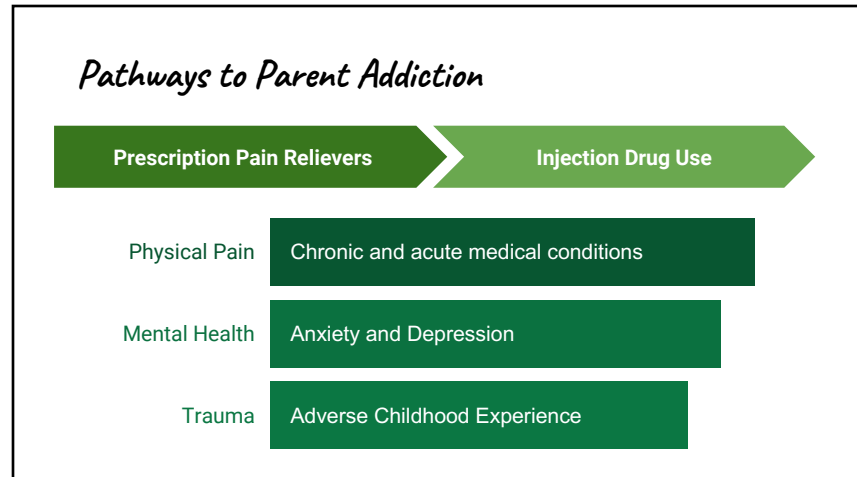 Pathways to Parent Addiction
Prescription Pain Relievers
Injection Drug Use
Physical Pain
Chronic and acute medical conditions
Mental Health
Anxiety and Depression
Trauma
Adverse Childhood Experience